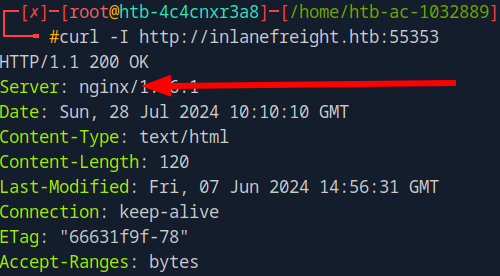 [✗]─[root@htb-4c4cnxr3a8]─[/home/htb-ac-1032889]
#curl -I http://inlanefreight.htb:55353
HTTP/1.1 200 OK
Server: nginx/
Date: Sun, 28 Jul 2024 10:10:10 GMT
Content-Type: text/html
Content-Length: 120
Last-Modified: Fri, 07 Jun 2024 14:56:31 GMT
Connection: keep-alive
ETag: "66631f9f-78"
Accept-Ranges: bytes